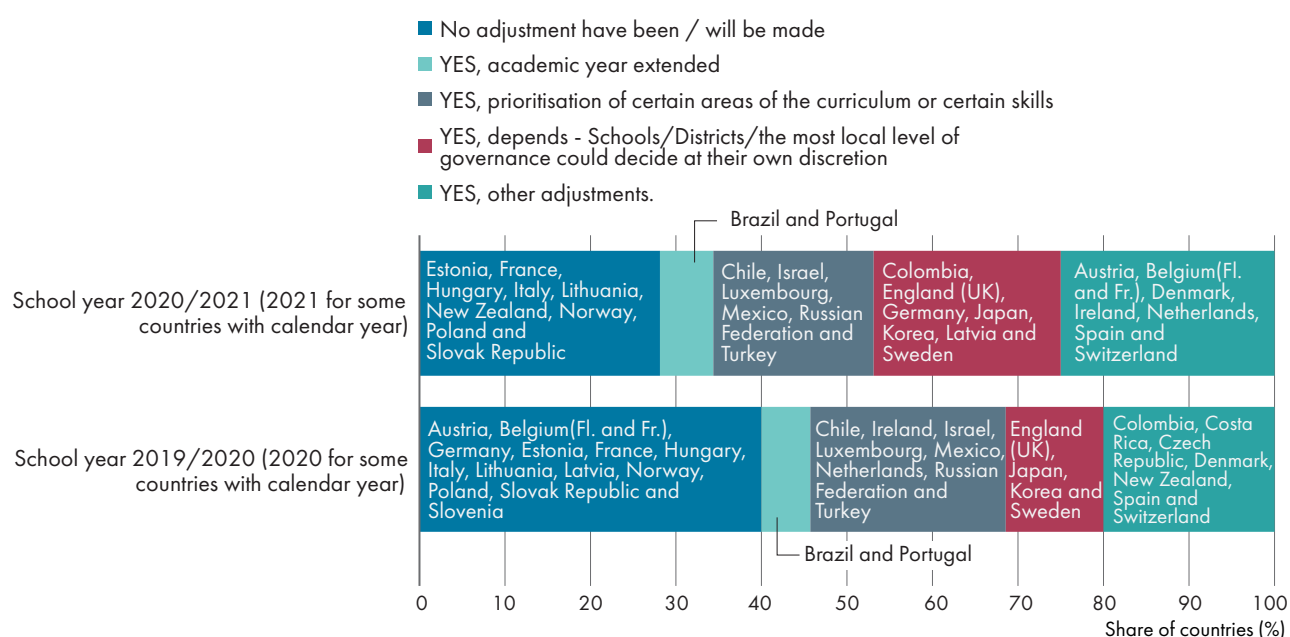 No adjustment have been / will be made
YES, academic year extended
YES, prioritisation of certain areas of the curriculum or certain skills
YES, depends - Schools/Districts/the most local level of
governance could decide at their own discretion
YES, other adjustments.
Brazil and Portugal
School year 2020/2021 (2021 for some
countries with calendar year)
Estonia, France,
Hungary, Italy, Lithuania,
New Zealand, Norway,
Poland and
Slovak Republic
Chile, Israel,
Luxembourg,
Mexico, Russian
Federation and
Turkey
Colombia,
England (UK),
Germany, Japan,
Korea, Latvia and
Sweden
Austria, Belgium(Fl.
and Fr.), Denmark,
Ireland, Netherlands,
Spain and
Switzerland
School year 2019/2020 (2020 for some
countries with calendar year)
Austria, Belgium(Fl. and Fr.),
Germany, Estonia, France, Hungary,
Italy, Lithuania, Latvia, Norway,
Poland, Slovak Republic and
Slovenia
Chile, Ireland, Israel,
Luxembourg, Mexico,
Netherlands, Russian
Federation and
Turkey
England
(UK),
Japan,
Korea and
Sweden
Colombia, Costa
Rica, Czech
Republic, Denmark,
New Zealand,
Spain and
Switzerland
Brazil and Portugal
0 10 20 30 40 50 60 70 80 90 100
Share of countries (%)